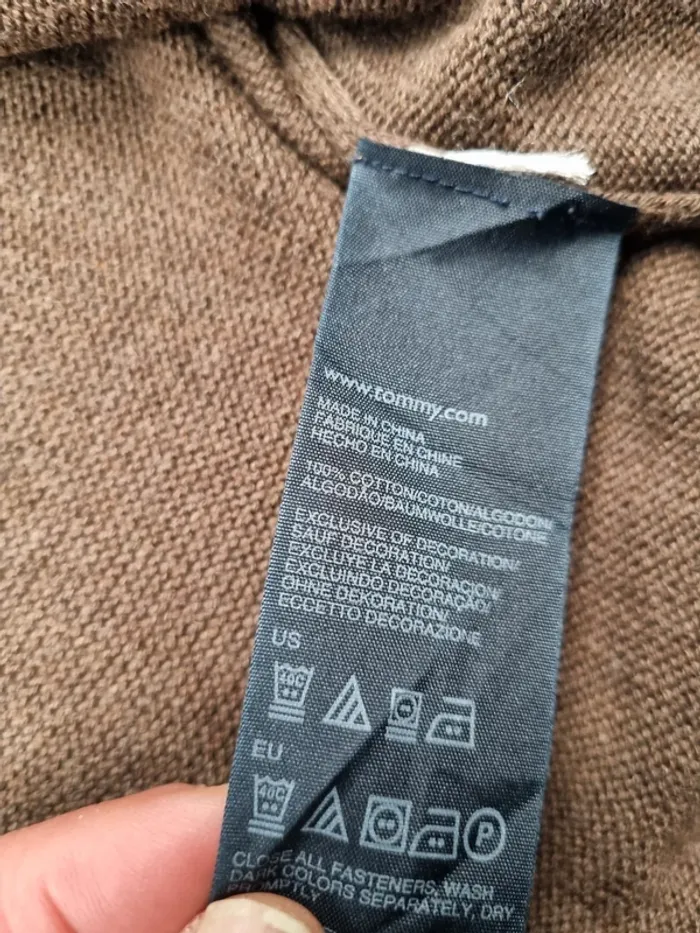 www.tommy.com
MADE IN CHINA
FABRIQUE EN CHINE
HECHO EN CHINA
100% COTTON/COTON/ALGODON/
ALGODÃO/BAUMWOLLE/COTONE
EXCLUSIVE OF DECORATION/
SAUF DECORATION/
EXCLUYE LA DECORACION/
EXCLUINDO DECORAÇÃO/
OHNE DEKORATION/
ECCETTO DECORAZIONE
US
40C
EU
40C
P
CLOSE ALL FASTENERS, WASH
DARK COLORS SEPARATELY, DRY
PROMPTLY